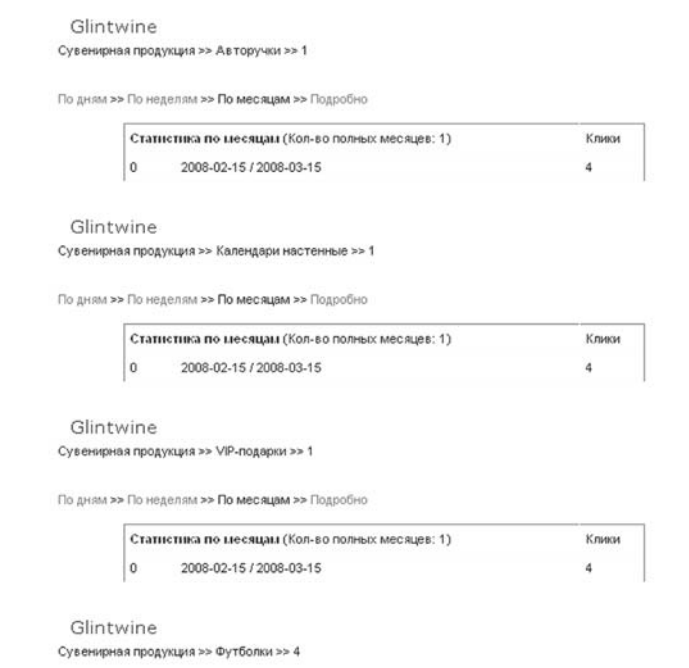 Glintwine
Сувенирная продукция >> Авторучки >> 1
По дням >> По неделям >> По месяцам >> Подробно
Статистика по месяцам (Кол-во полных месяцев: 1) Клики
0 2008-02-15 / 2008-03-15 4
Glintwine
Сувенирная продукция >> Календари настенные >> 1
По дням >> По неделям >> По месяцам >> Подробно
Статистика по месяцам (Кол-во полных месяцев: 1) Клики
0 2008-02-15 / 2008-03-15 4
Glintwine
Сувенирная продукция >> VIP-подарки >> 1
По дням >> По неделям >> По месяцам >> Подробно
Статистика по месяцам (Кол-во полных месяцев: 1) Клики
0 2008-02-15 / 2008-03-15 4
Glintwine
Сувенирная продукция >> Футболки >> 4